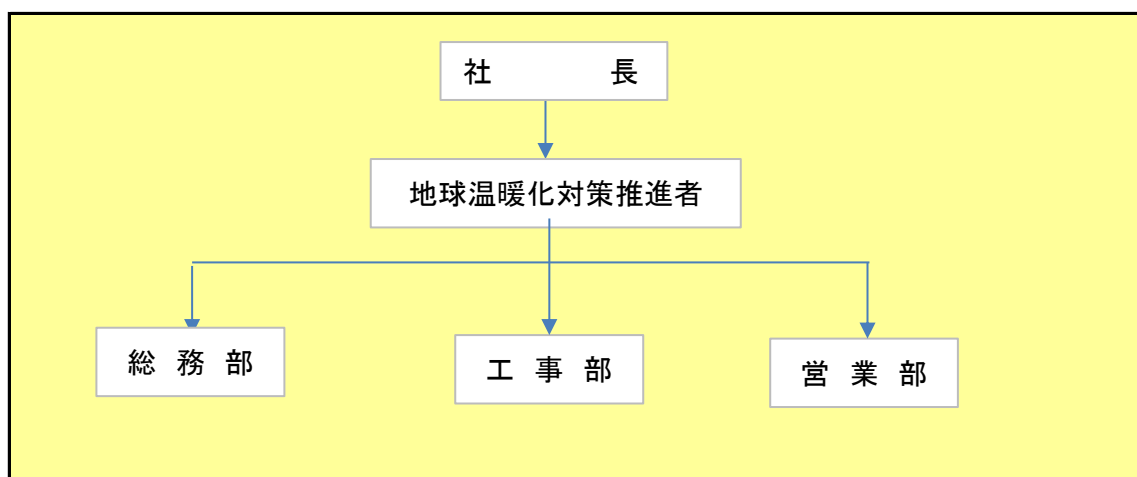 社　　　長
地球温暖化対策推進者
総 務 部
工 事 部
営 業 部